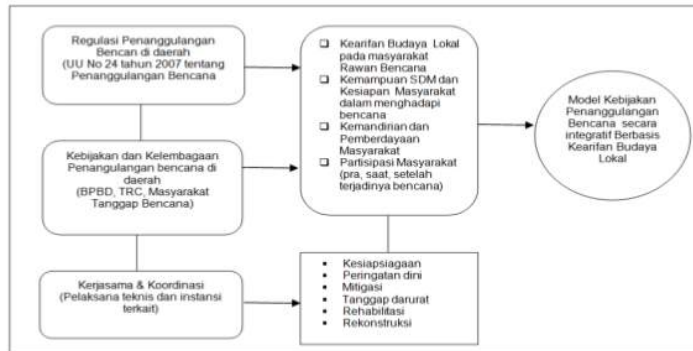 Regulasi Penanggulangan
Bencan di daerah
(UU No 24 tahun 2007 tentang
Penanggulangan Bencana
Kebijakan dan Kelembagaan
Penangulangan bencana di
daerah
(BPBD, TRC, Masyarakat
Tanggap Bencana)
Kerjasama & Koordinasi
(Pelaksana teknis dan instansi
terkait)
Kearifan Budaya Lokal
pada masyarakat
Rawan Bencana
Kemampuan SDM dan
Kesiapan Masyarakat
dalam menghadapi
bencana
Kemandirian dan
Pemberdayaan
Masyarakat
Partisipasi Masyarakat
(pra, saat, setelah
terjadinya bencana)
Kesiapsiagaan
Peringatan dini
Mitigasi
Tanggap darurat
Rehabilitasi
Rekonstruksi
Model Kebijakan
Penanggulangan
Bencana secara
integratif Berbasis
Kearifan Budaya
Lokal